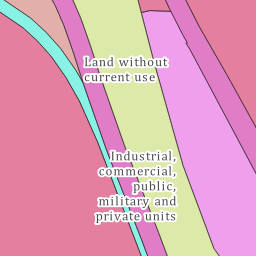 Land without
current use
Industrial,
commercial,
public,
military and
private units